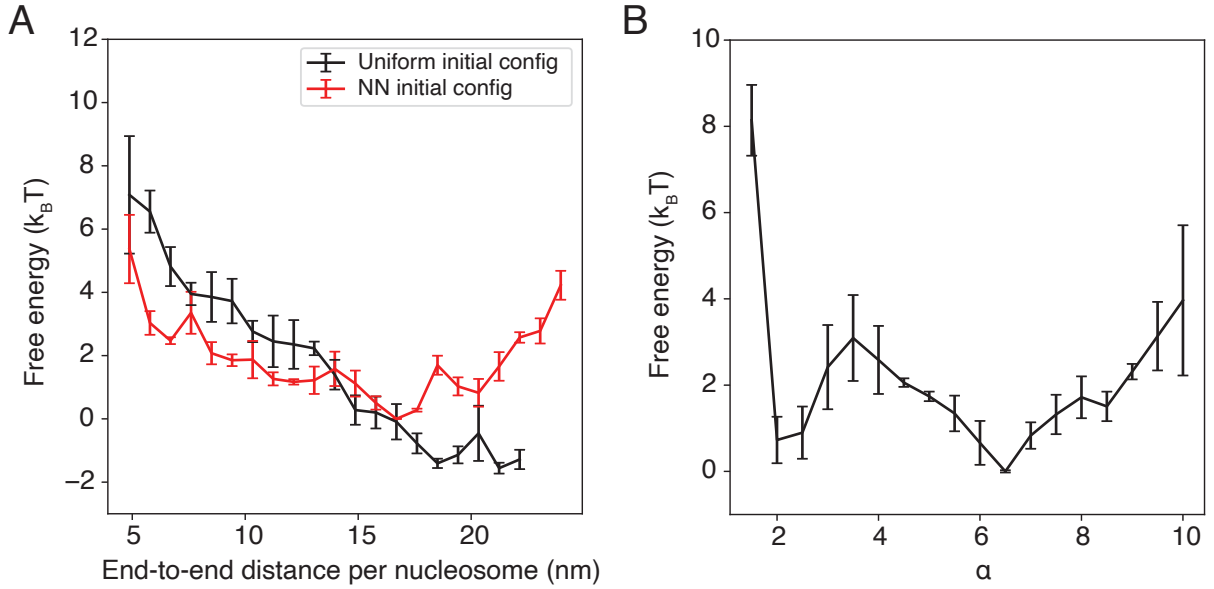 A
12
10
8
6
4
2
0
−2
Free energy (kBT)
Uniform initial config
NN initial config
5
10
15
20
End-to-end distance per nucleosome (nm)
B
10
8
6
4
2
0
Free energy (kBT)
2
4
6
8
10
α